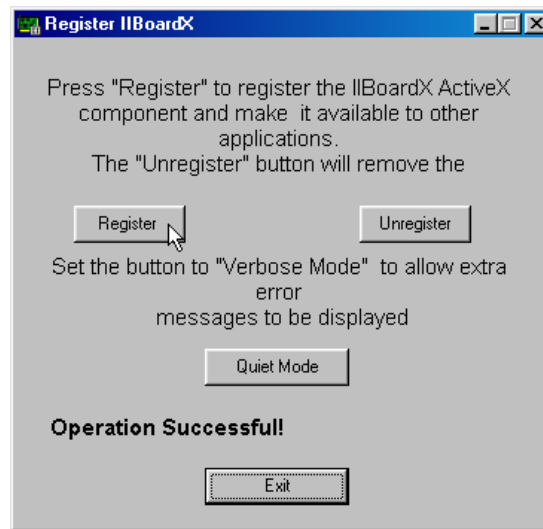 Register IIBoardX
Press "Register" to register the IIBoardX ActiveX
component and make it available to other
applications.
The "Unregister" button will remove the
Register
Unregister
Set the button to "Verbose Mode" to allow extra
error
messages to be displayed
Quiet Mode
Operation Successful!
Exit